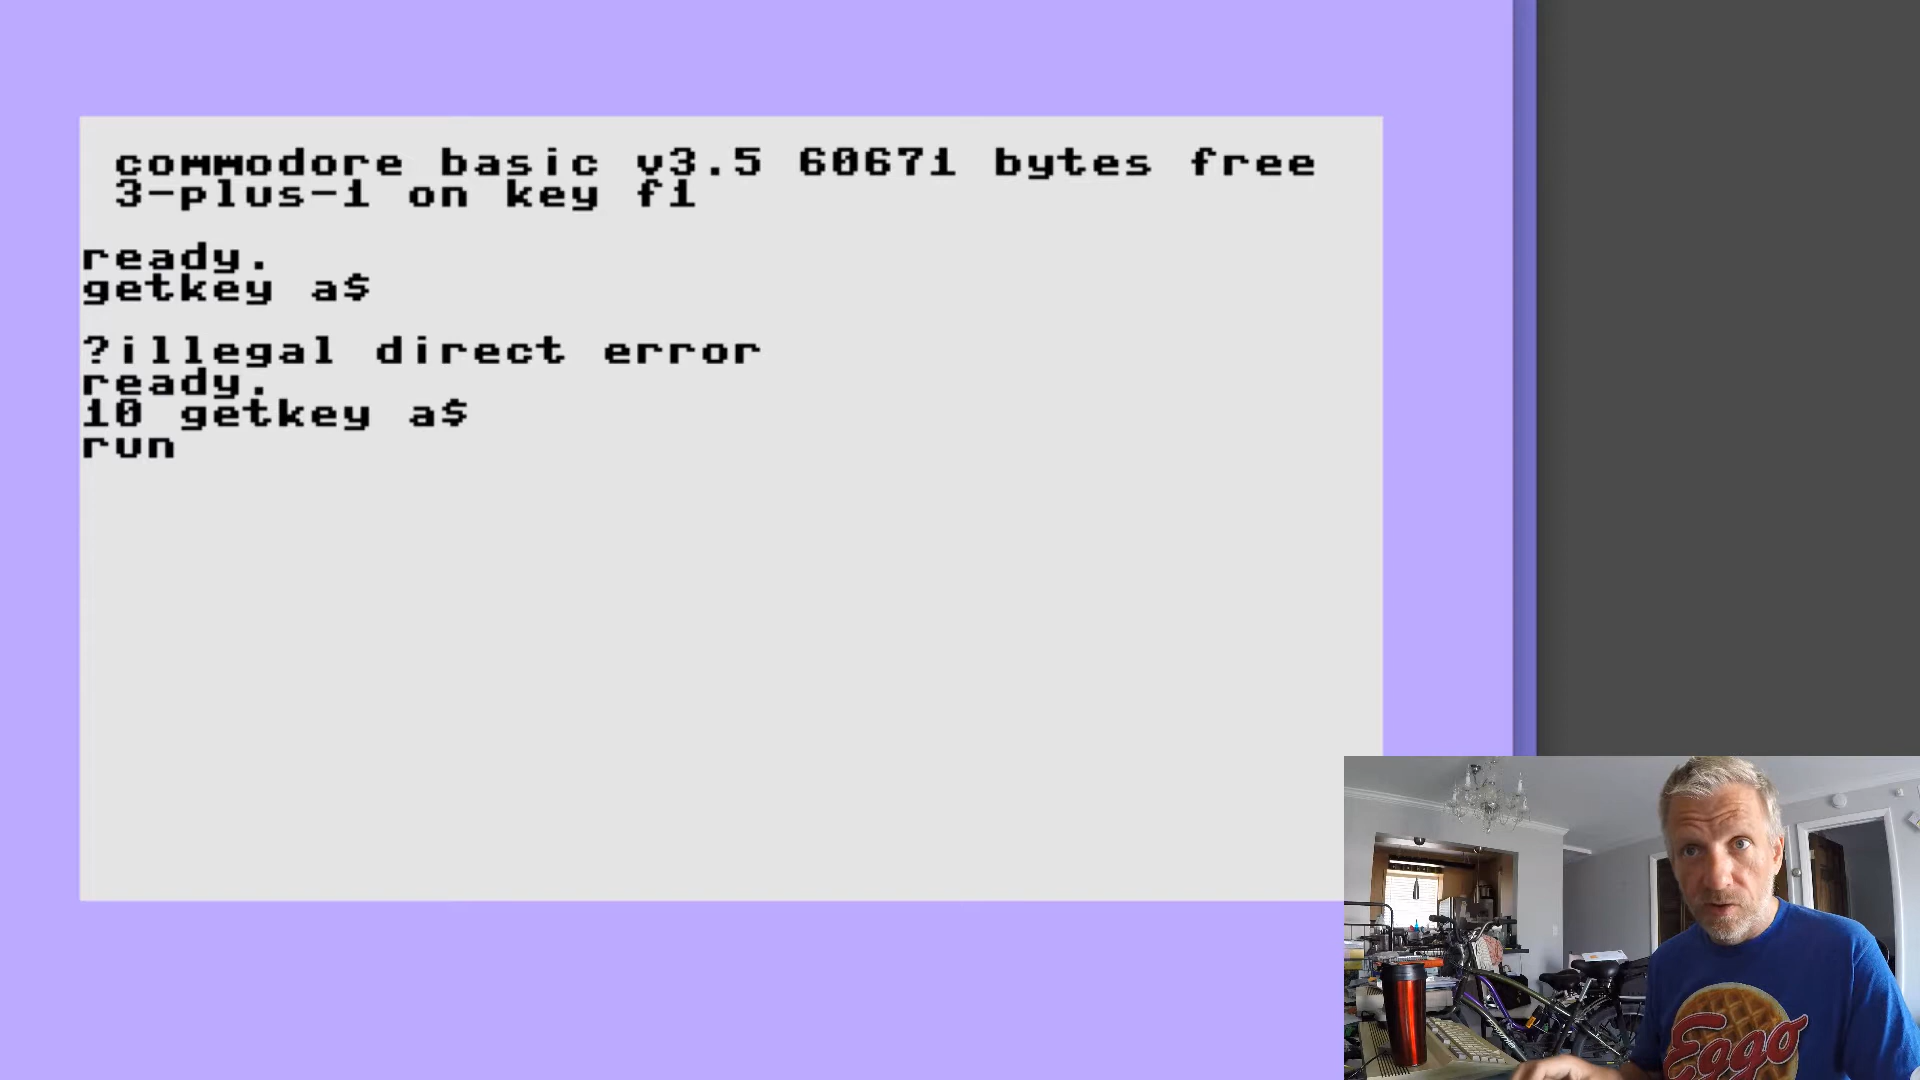 commodore basic v3.5 60671 bytes free
3-plus-1 on key f1
ready.
getkey a$
?illegal direct error
ready.
10 getkey a$
run
Eggo